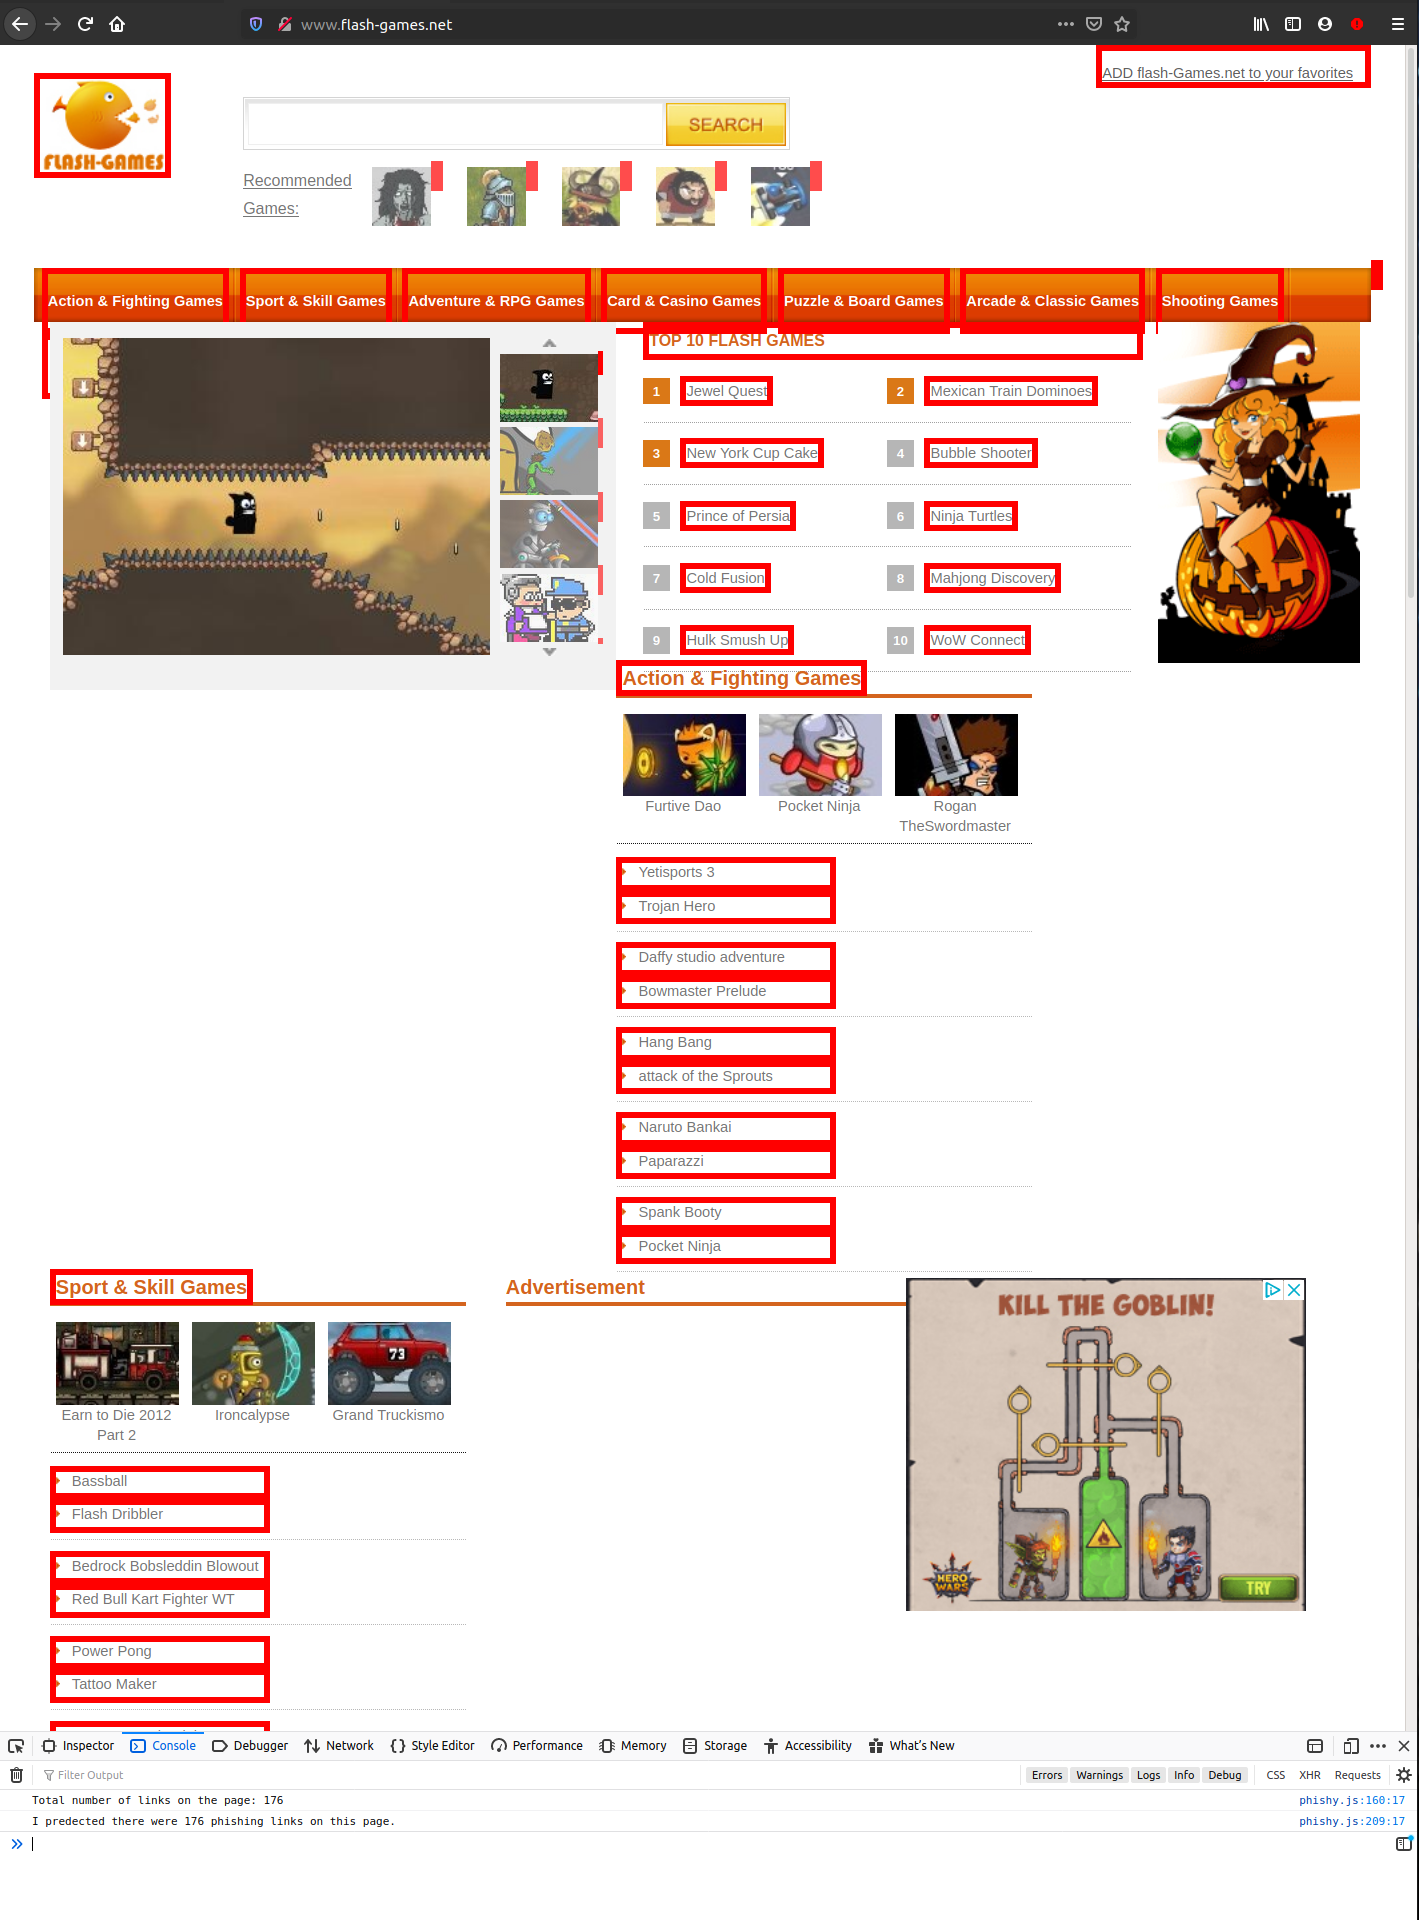 www.flash-games.net
ADD flash-Games.net to your favorites
FLASH-GAMES
SEARCH
Recommended
Games:
Action & Fighting Games
Sport & Skill Games
Adventure & RPG Games
Card & Casino Games
Puzzle & Board Games
Arcade & Classic Games
Shooting Games
TOP 10 FLASH GAMES
1 Jewel Quest
2 Mexican Train Dominoes
3 New York Cup Cake
4 Bubble Shooter
5 Prince of Persia
6 Ninja Turtles
7 Cold Fusion
8 Mahjong Discovery
9 Hulk Smush Up
10 WoW Connect
Action & Fighting Games
Furtive Dao
Pocket Ninja
Rogan
TheSwordmaster
Yetisports 3
Trojan Hero
Daffy studio adventure
Bowmaster Prelude
Hang Bang
attack of the Sprouts
Naruto Bankai
Paparazzi
Spank Booty
Pocket Ninja
Sport & Skill Games
73
Earn to Die 2012
Part 2
Ironcalypse
Grand Truckismo
Bassball
Flash Dribbler
Bedrock Bobsleddin Blowout
Red Bull Kart Fighter WT
Power Pong
Tattoo Maker
Advertisement
KILL THE GOBLIN!
HERO
WARS
TRY
Inspector
Console
Debugger
Network
Style Editor
Performance
Memory
Storage
Accessibility
What's New
Filter Output
Errors
Warnings
Logs
Info
Debug
CSS
XHR
Requests
Total number of links on the page: 176
phishy.js:160:17
I predected there were 176 phishing links on this page.
phishy.js:209:17